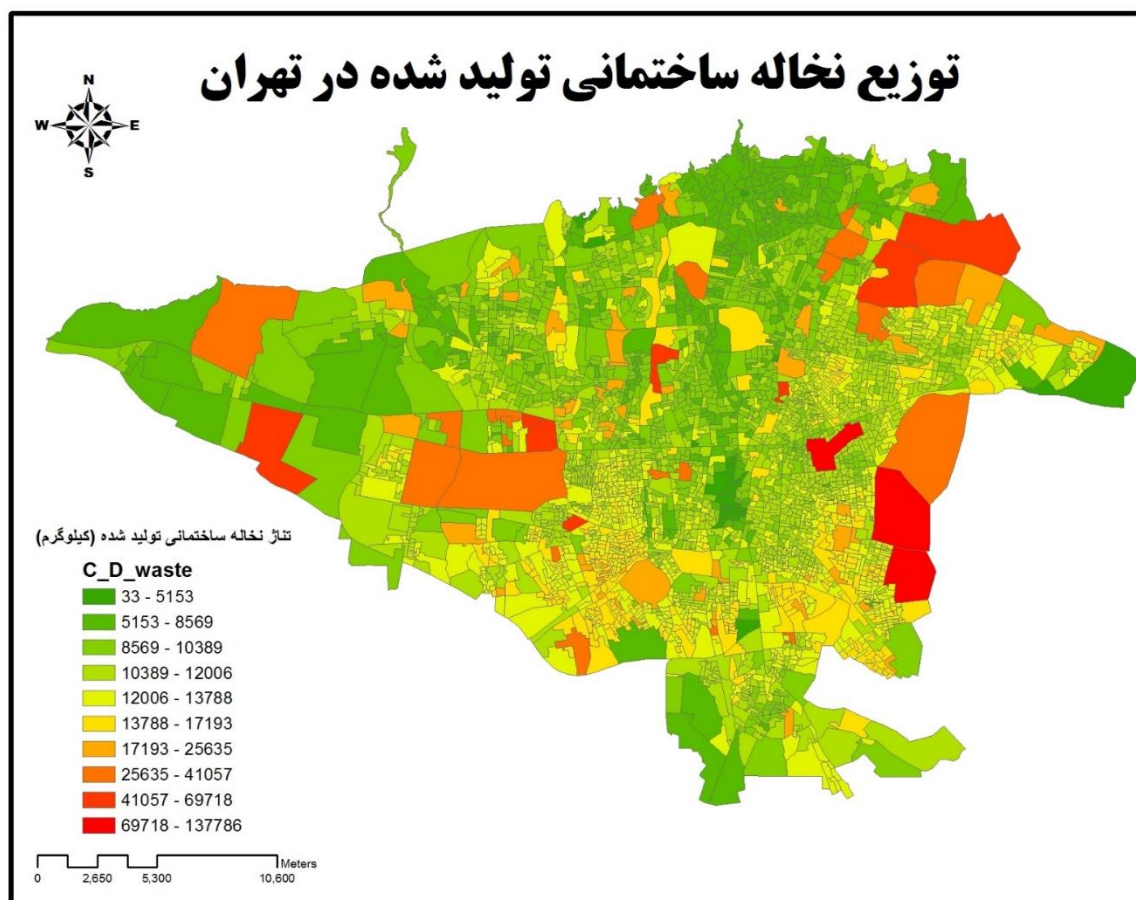 توزیع نخاله ساختمانی تولید شده در تهران
N
W E
S
تناژ نخاله ساختمانی تولید شده (کیلوگرم)
C_D_waste
33 - 5153
5153 - 8569
8569 - 10389
10389 - 12006
12006 - 13788
13788 - 17193
17193 - 25635
25635 - 41057
41057 - 69718
69718 - 137786
Meters
0 2,650 5,300 10,600